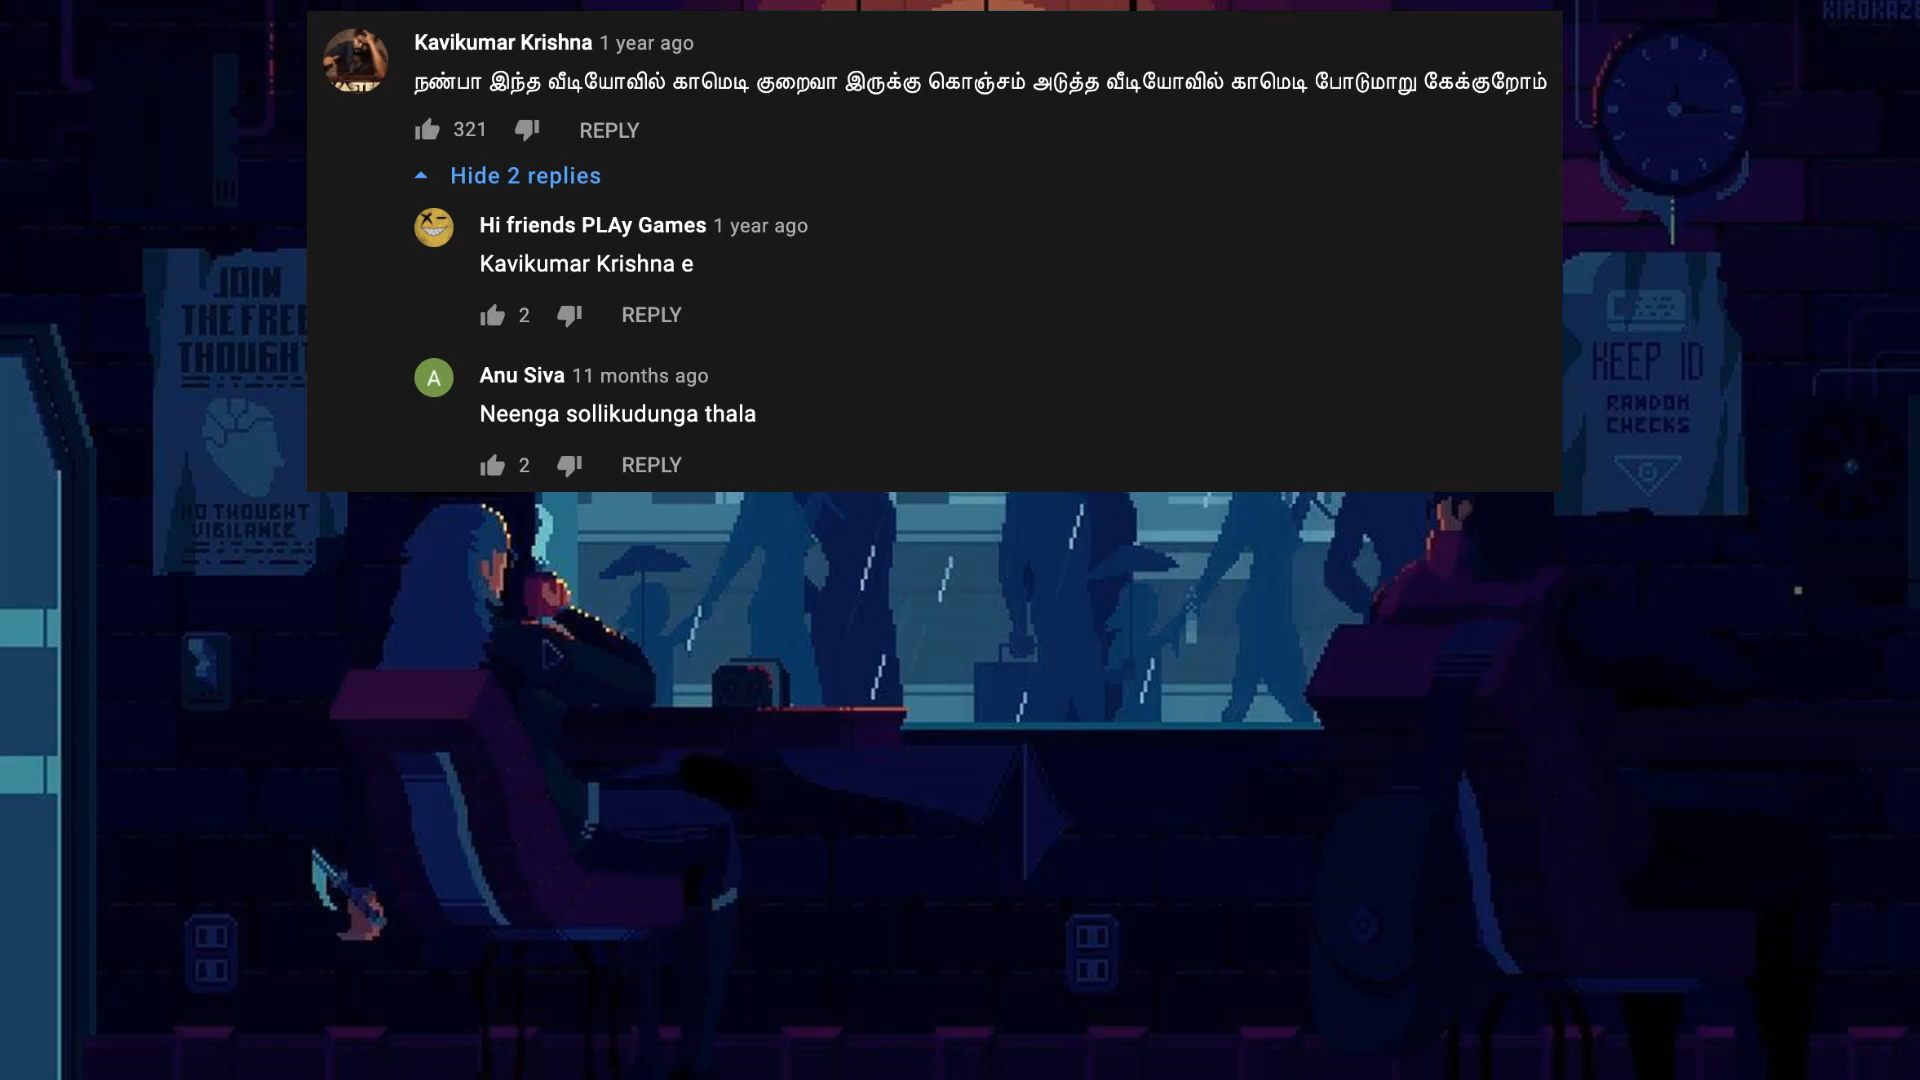 KIROKAZE
Kavikumar Krishna 1 year ago
நண்பா இந்த வீடியோவில் காமெடி குறைவா இருக்கு கொஞ்சம் அடுத்த வீடியோவில் காமெடி போடுமாறு கேக்குறோம்
321 REPLY
Hide 2 replies
Hi friends PLAy Games 1 year ago
Kavikumar Krishna e
2 REPLY
A
Anu Siva 11 months ago
Neenga sollikudunga thala
2 REPLY
JOIN
THE FREE
THOUGHT
NO THOUGHT
VIGILANCE
KEEP ID
RANDOM
CHECKS